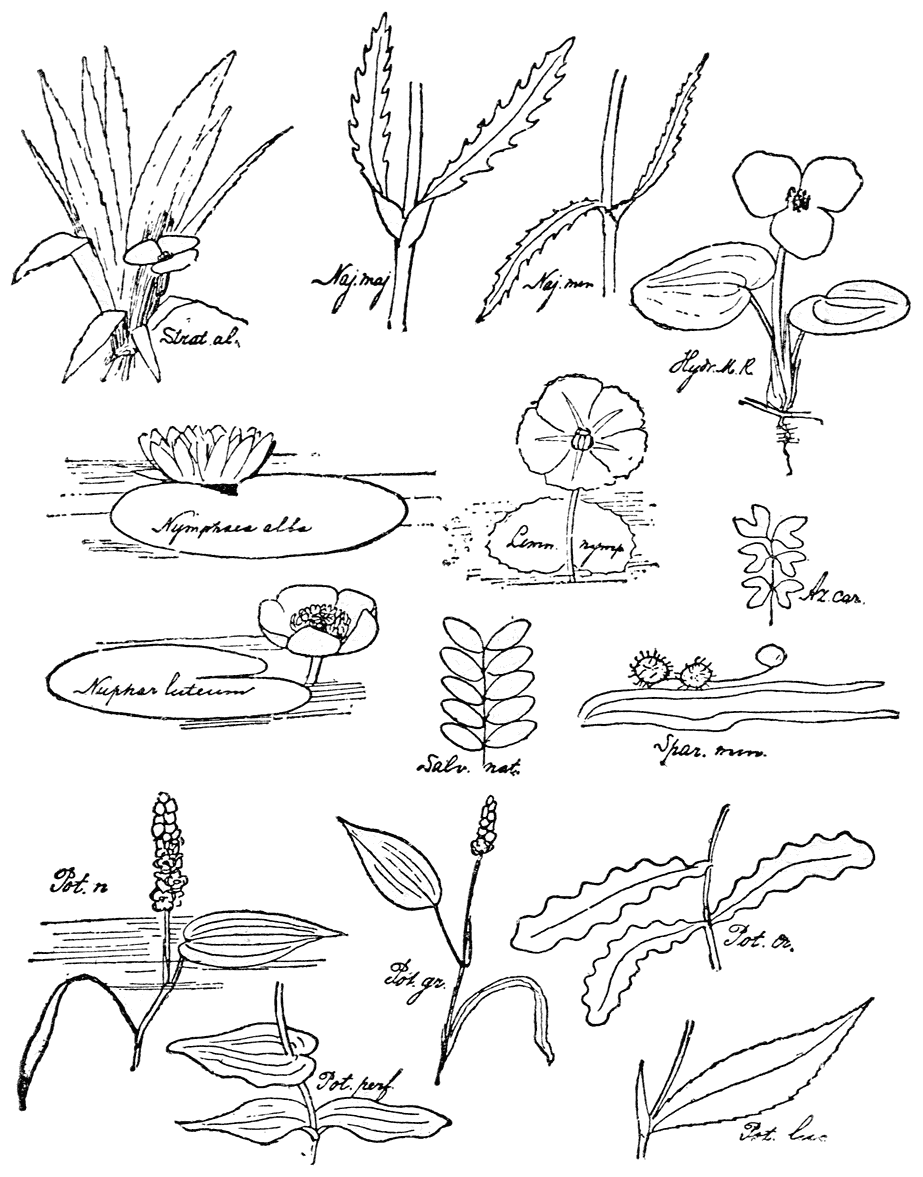 Naj. maj
Naj. min
Strat. al.
Hydr. M. R.
Nymphaea alba
Limn. nymp.
Az. car.
Nuphar luteum
Salv. nat.
Spar. min.
Pot. n
Pot. cr.
Pot. gr.
Pot. perf.
Pot. luc